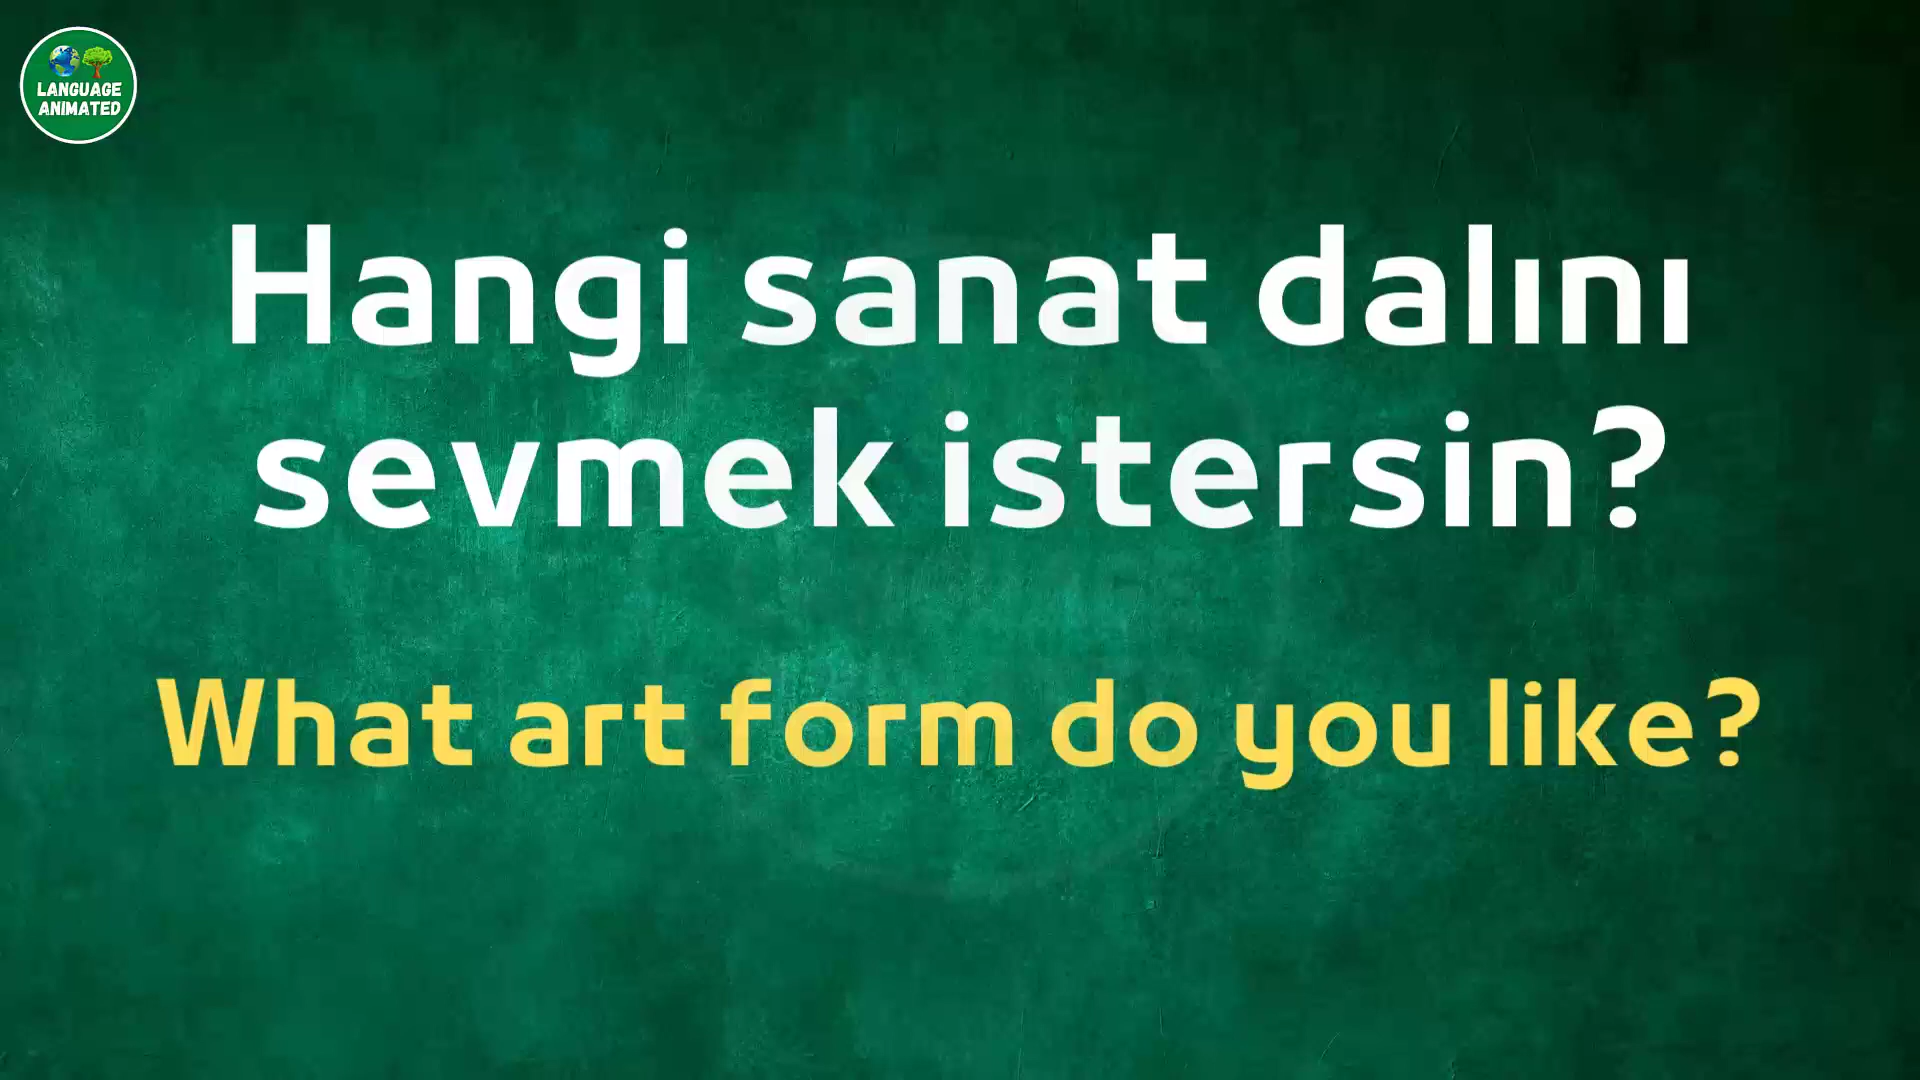 LANGUAGE
ANIMATED
Hangi sanat dalını
sevmek istersin?
What art form do you like?